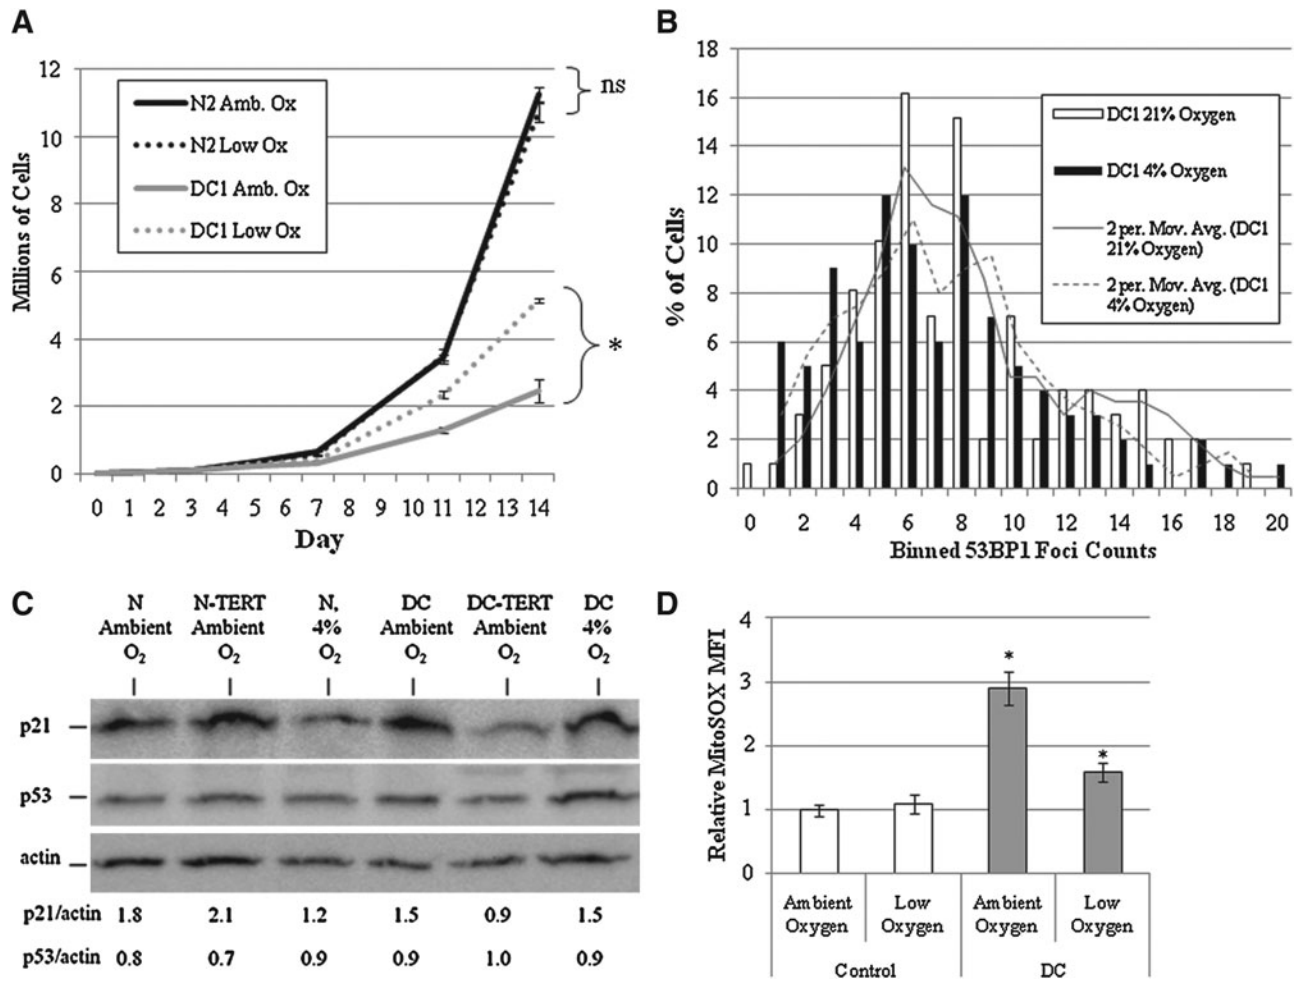 A
12
10
8
6
4
2
0
Millions of Cells
N2 Amb. Ox
N2 Low Ox
DC1 Amb. Ox
DC1 Low Ox
ns
*
0 1 3 4 5 6 7 8 9 10 11 12 13 14
Day
B
18
16
14
12
10
8
6
4
2
0
% of Cells
DC1 21% Oxygen
DC1 4% Oxygen
2 per. Mov. Avg. (DC1
21% Oxygen)
2 per. Mov. Avg. (DC1
4% Oxygen)
0 2 4 6 8 10 12 14 16 18 20
Binned 53BP1 Foci Counts
C
N N-TERT N, DC DC-TERT DC
Ambient Ambient 4% Ambient Ambient 4%
O2 O2 O2 O2 O2 O2
p21
p53
actin
p21/actin 1.8 2.1 1.2 1.5 0.9 1.5
p53/actin 0.8 0.7 0.9 0.9 1.0 0.9
D
4
3
2
1
0
Relative MitoSOX MFI
*
*
Ambient Low Ambient Low
Oxygen Oxygen Oxygen Oxygen
Control DC